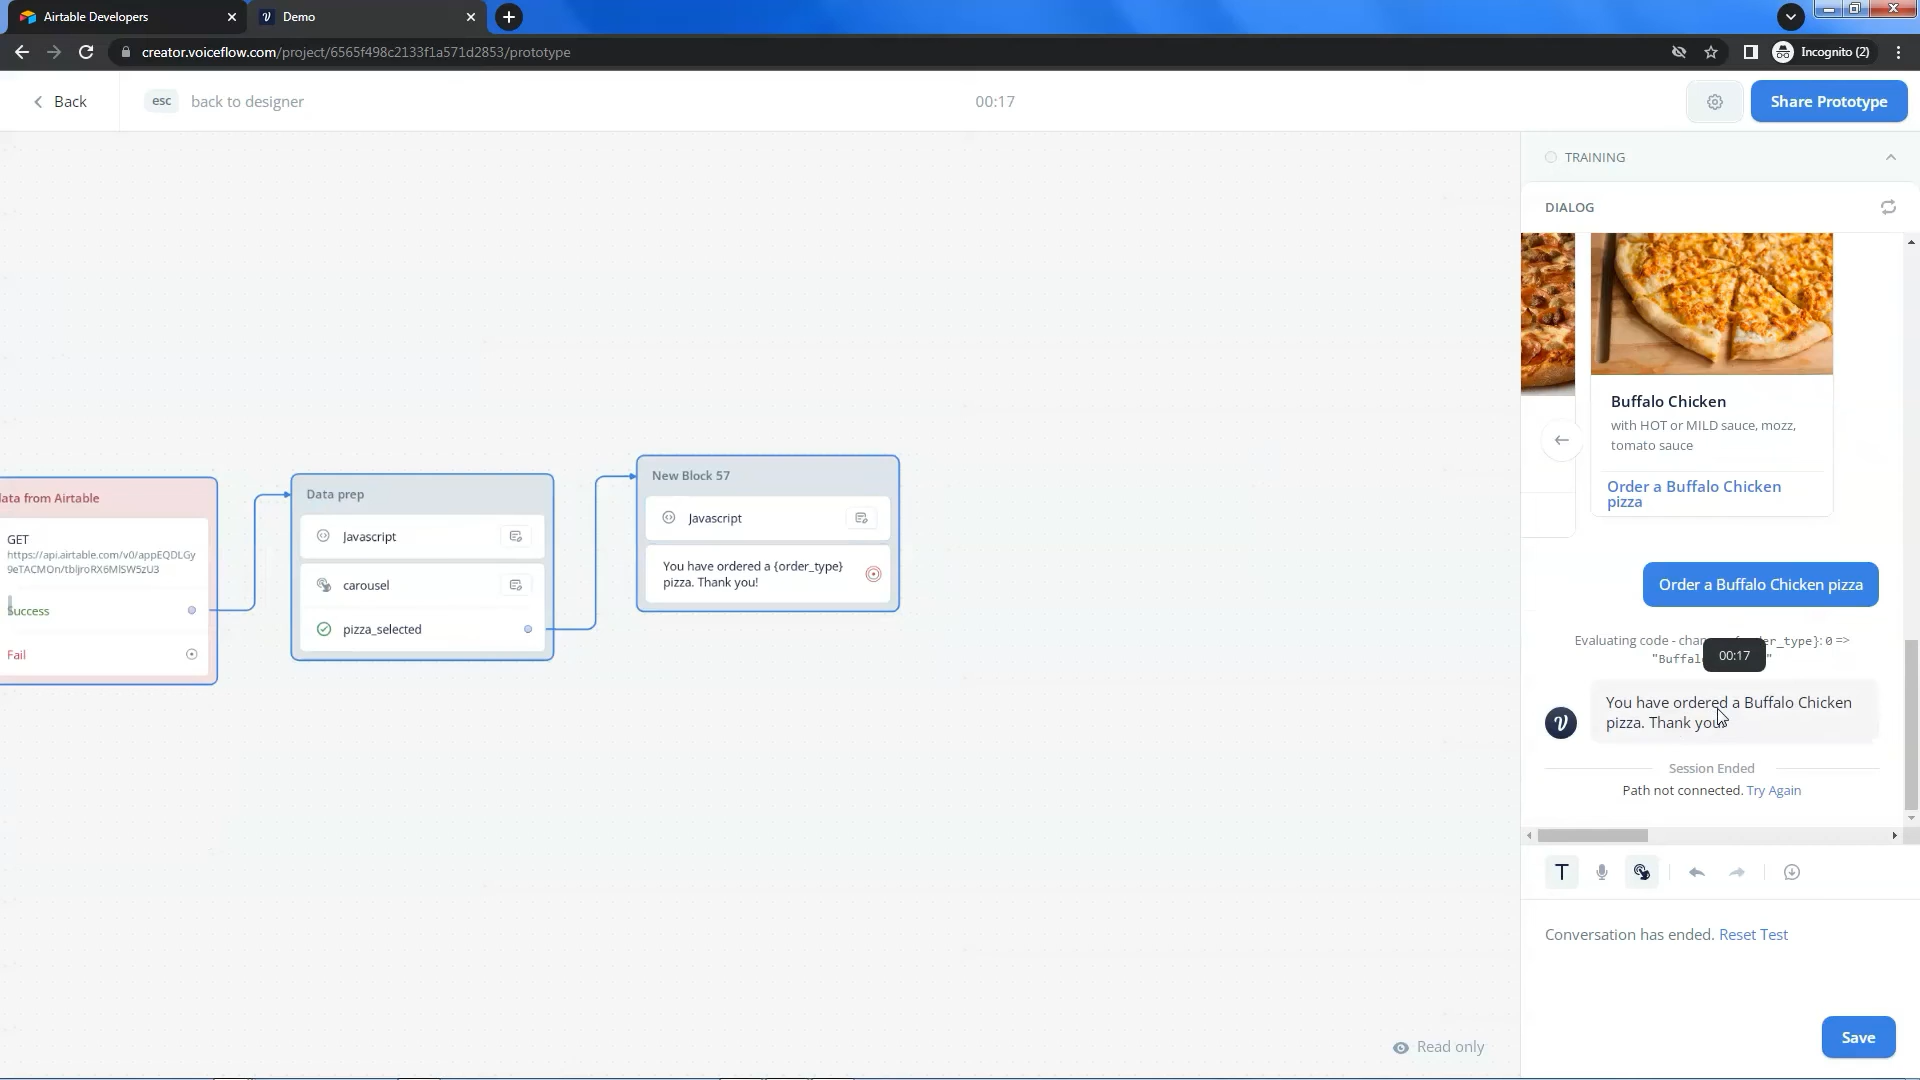 Airtable Developers
Demo
creator.voiceflow.com/project/6565f498c2133f1a571d2853/prototype
Incognito (2)
Back
esc back to designer
00:17
Share Prototype
TRAINING
DIALOG
data from Airtable
GET
https://api.airtable.com/v0/appEQDLGy
9eTACMOn/tbljroRX6MlSW5zU3
Success
Fail
Data prep
Javascript
carousel
pizza_selected
New Block 57
Javascript
You have ordered a {order_type}
pizza. Thank you!
Buffalo Chicken
with HOT or MILD sauce, mozz,
tomato sauce
Order a Buffalo Chicken
pizza
Order a Buffalo Chicken pizza
Evaluating code - 0 =>
00:17
You have ordered a Buffalo Chicken
pizza. Thank you!
Session Ended
Path not connected. Try Again
T
Conversation has ended. Reset Test
Read only
Save